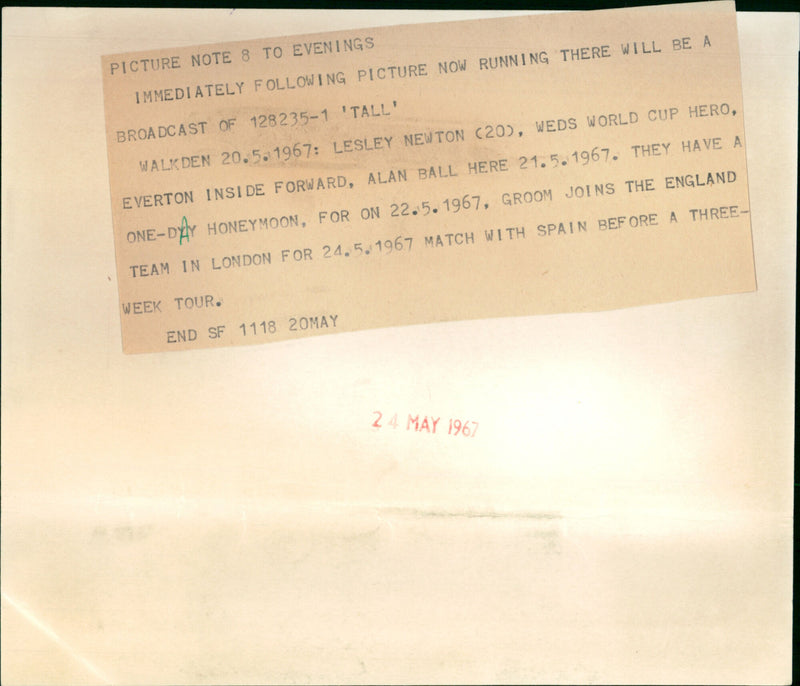 PICTURE NOTE 8 TO EVENINGS
IMMEDIATELY FOLLOWING PICTURE NOW RUNNING THERE WILL BE A
BROADCAST OF 128235-1 'TALL'
WALKDEN 20.5.1967: LESLEY NEWTON (20), WEDS WORLD CUP HERO,
EVERTON INSIDE FORWARD, ALAN BALL HERE 21.5.1967. THEY HAVE A
ONE-DAY HONEYMOON, FOR ON 22.5.1967, GROOM JOINS THE ENGLAND
TEAM IN LONDON FOR 24.5.1967 MATCH WITH SPAIN BEFORE A THREE-
WEEK TOUR.
END SF 1118 20MAY
24 MAY 1967